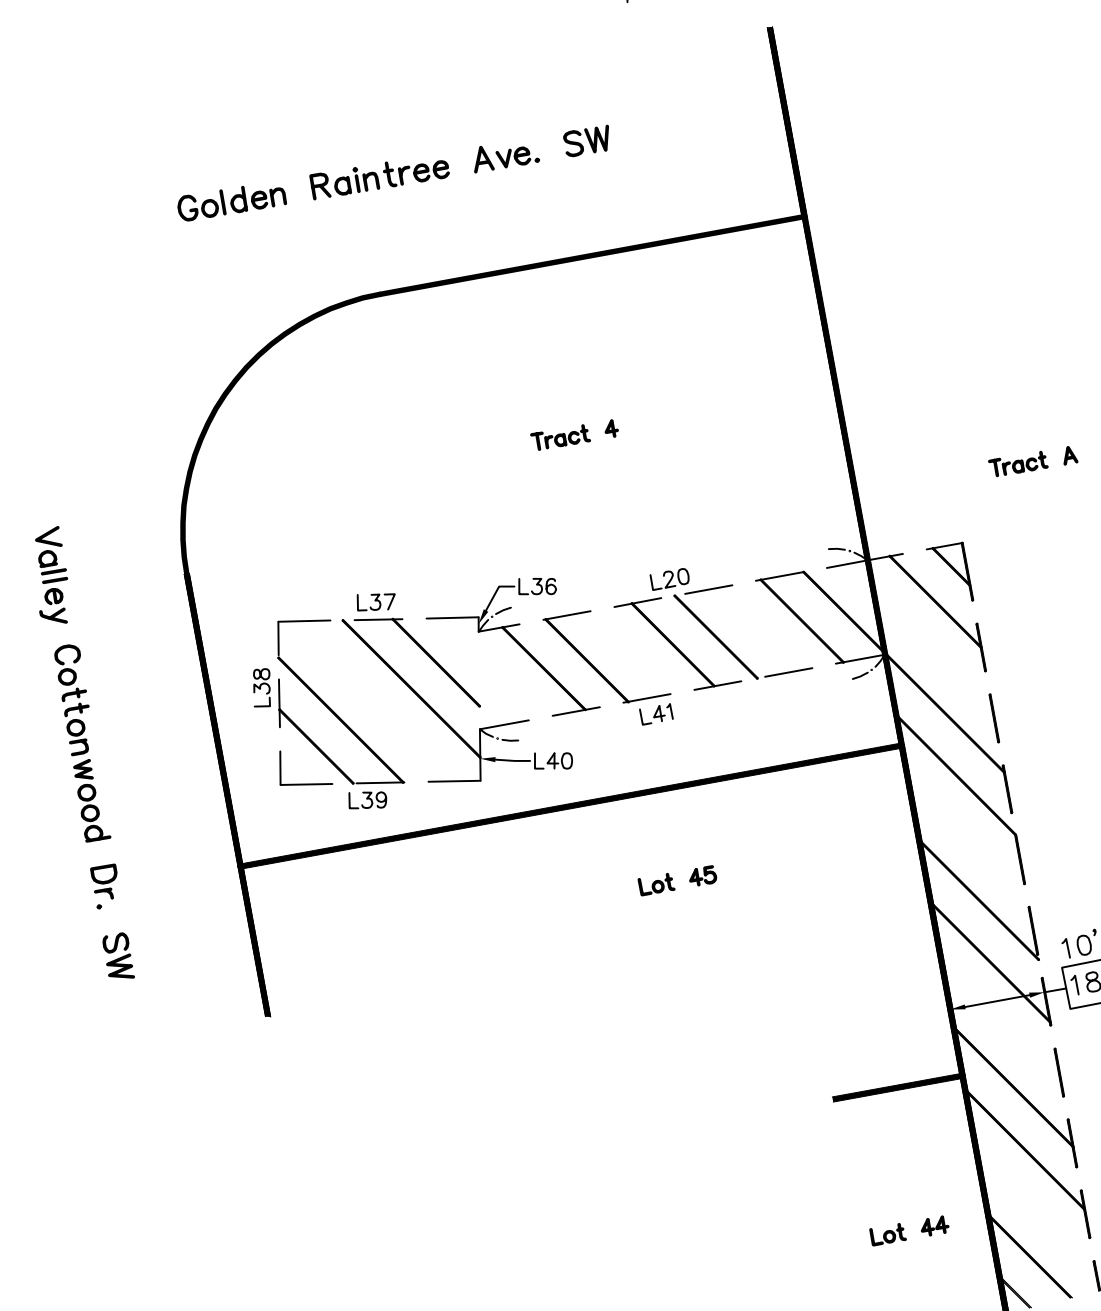 Golden Raintree Ave. SW
Tract 4
Tract A
Valley Cottonwood Dr. SW
L36
L20
L37
L38
L41
L40
L39
Lot 45
10'
18
Lot 44